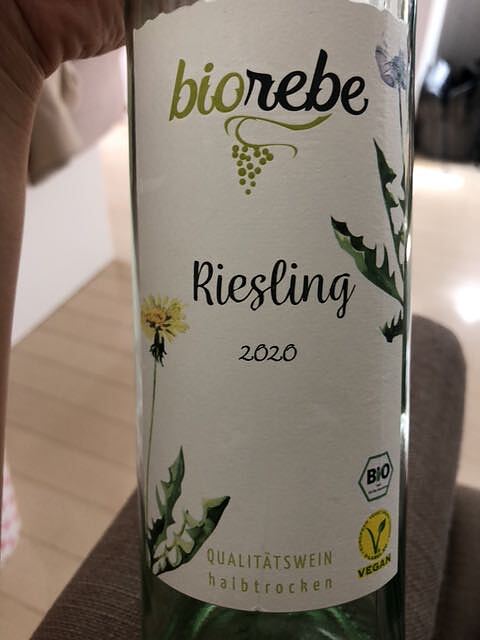 biorebe
Riesling
2020
BiO
VEGAN
QUALITÄTSWEIN
halbtrocken